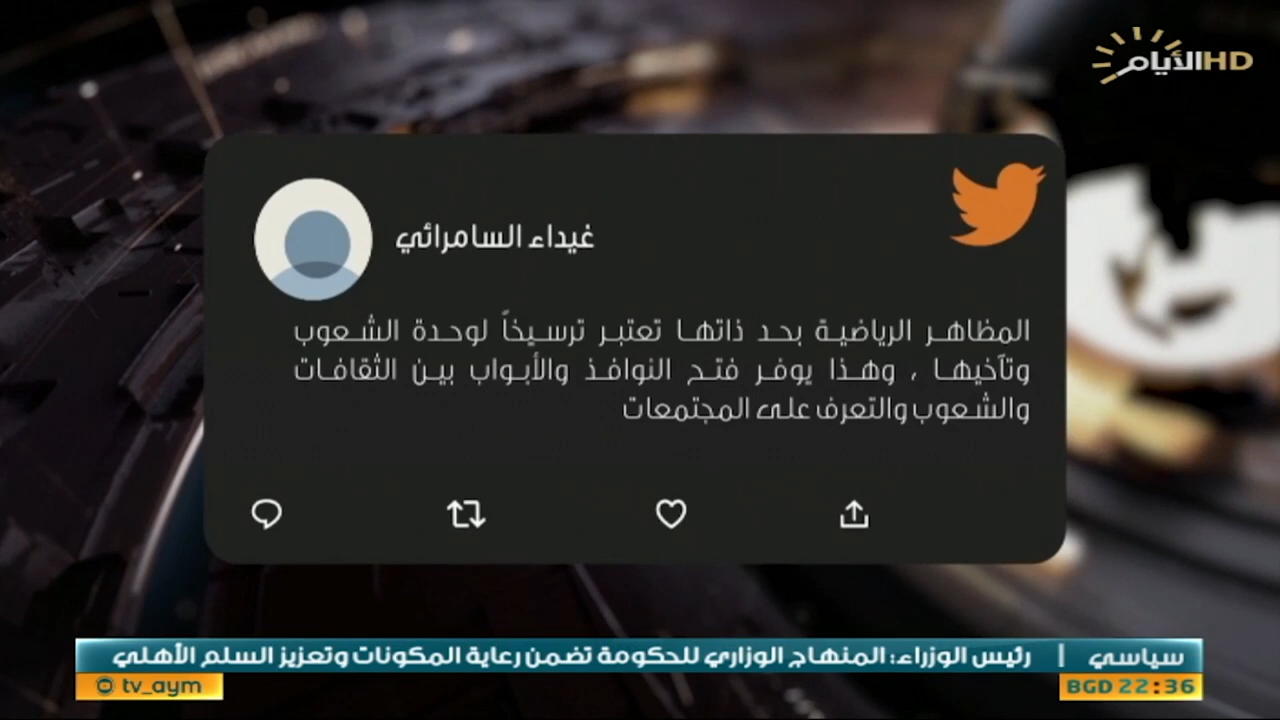 الأيام HD
غيداء السامرائي
المظاهر الرياضية بحد ذاتها تعتبر ترسيخاً لوحدة الشعوب
وتآخيها ، وهذا يوفر فتح النوافذ والأبواب بين الثقافات
والشعوب والتعرف على المجتمعات
سياسي | رئيس الوزراء: المنهاج الوزاري للحكومة تضمن رعاية المكونات وتعزيز السلم الأهلي
BGD 22:36
tv_aym